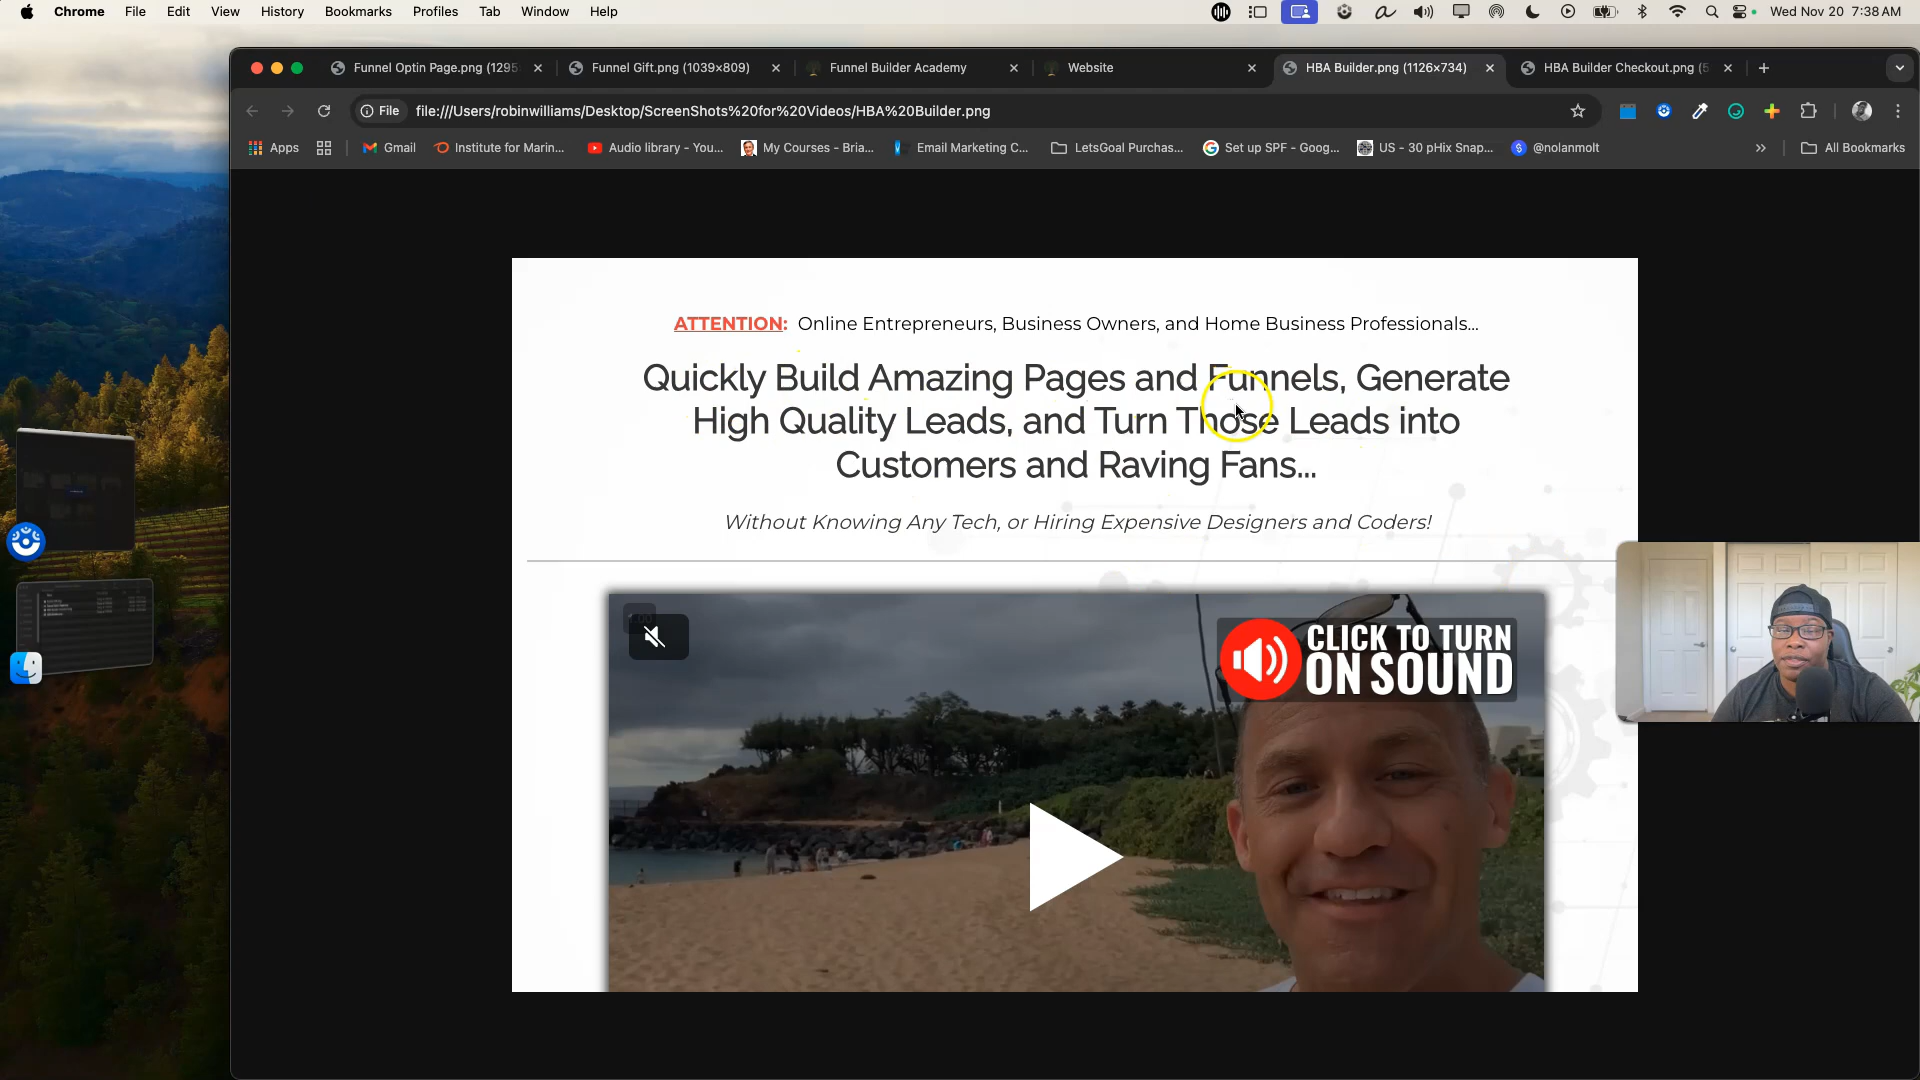 Chrome File Edit View History Bookmarks Profiles Tab Window Help
Wed Nov 20 7:38 AM
Funnel Optin Page.png (1295
Funnel Gift.png (1039×809)
Funnel Builder Academy
Website
HBA Builder.png (1126×734)
HBA Builder Checkout.png (5
File file:///Users/robinwilliams/Desktop/ScreenShots%20for%20Videos/HBA%20Builder.png
Apps Gmail Institute for Marin... Audio library - You... My Courses - Bria... Email Marketing C... LetsGoal Purchas... Set up SPF - Goog... US - 30 pHix Snap... @nolanmolt » All Bookmarks
ATTENTION: Online Entrepreneurs, Business Owners, and Home Business Professionals...
Quickly Build Amazing Pages and Funnels, Generate
High Quality Leads, and Turn Those Leads into
Customers and Raving Fans...
Without Knowing Any Tech, or Hiring Expensive Designers and Coders!
CLICK TO TURN
ON SOUND